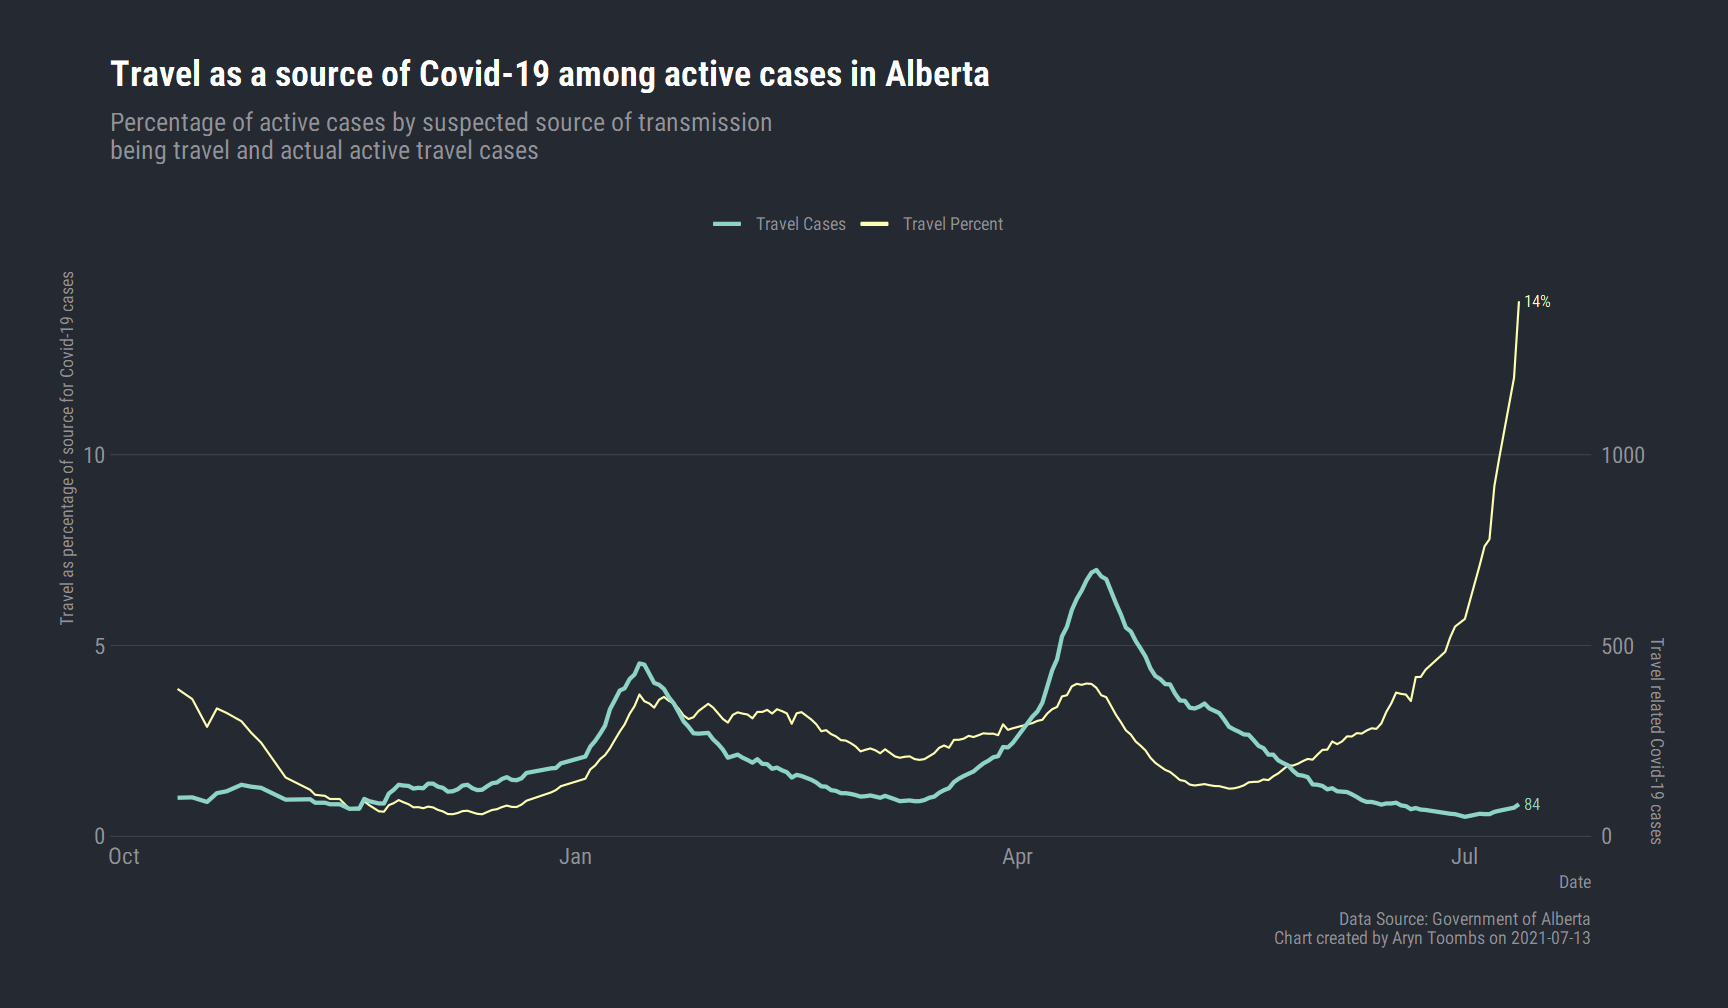 Travel as a source of Covid-19 among active cases in Alberta
Percentage of active cases by suspected source of transmission
being travel and actual active travel cases
Travel Cases
Travel Percent
Travel as percentage of source for Covid-19 cases
14%
10
1000
5
500
Travel related Covid-19 cases
84
0
0
Oct
Jan
Apr
Jul
Date
Data Source: Government of Alberta
Chart created by Aryn Toombs on 2021-07-13